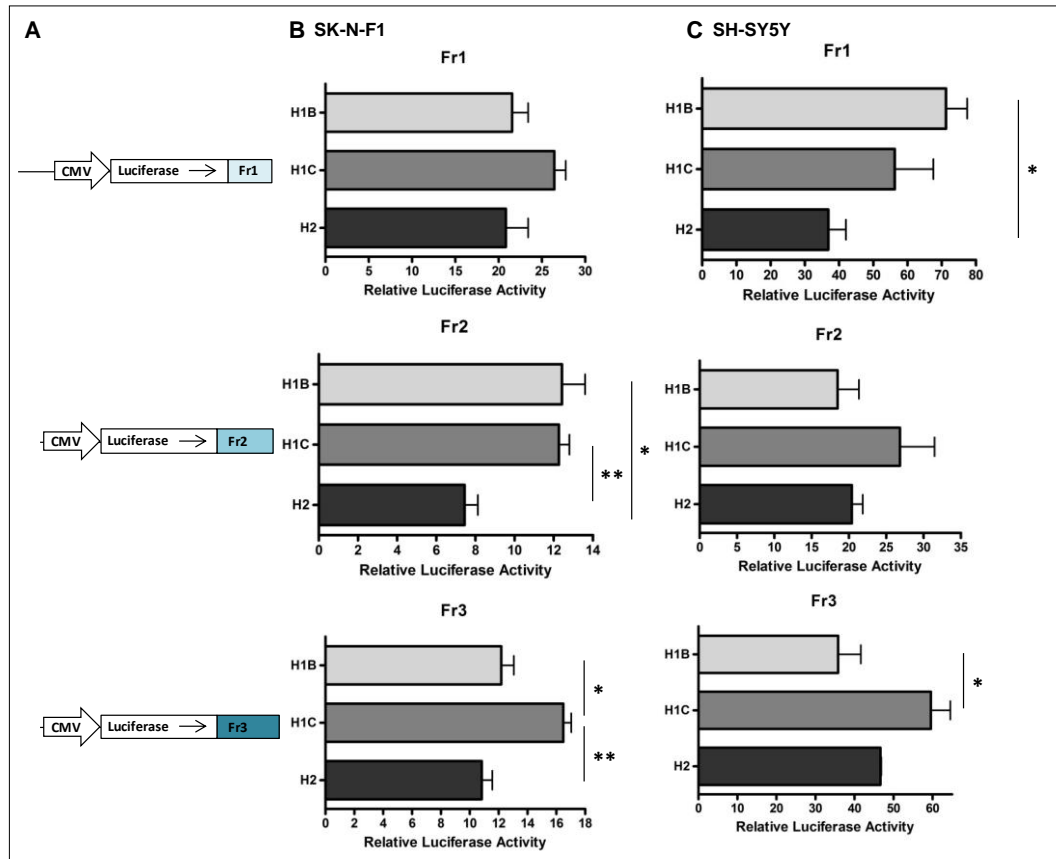 A
B SK-N-F1
C SH-SY5Y
CMV Luciferase Fr1
Fr1
H1B
H1C
H2
0 5 10 15 20 25 30
Relative Luciferase Activity
Fr1
H1B
H1C
H2
0 10 20 30 40 50 60 70 80
Relative Luciferase Activity
*
CMV Luciferase Fr2
Fr2
H1B
H1C
H2
0 2 4 6 8 10 12 14
Relative Luciferase Activity
**
*
Fr2
H1B
H1C
H2
0 5 10 15 20 25 30 35
Relative Luciferase Activity
CMV Luciferase Fr3
Fr3
H1B
H1C
H2
0 2 4 6 8 10 12 14 16 18
Relative Luciferase Activity
*
**
Fr3
H1B
H1C
H2
0 10 20 30 40 50 60
Relative Luciferase Activity
*